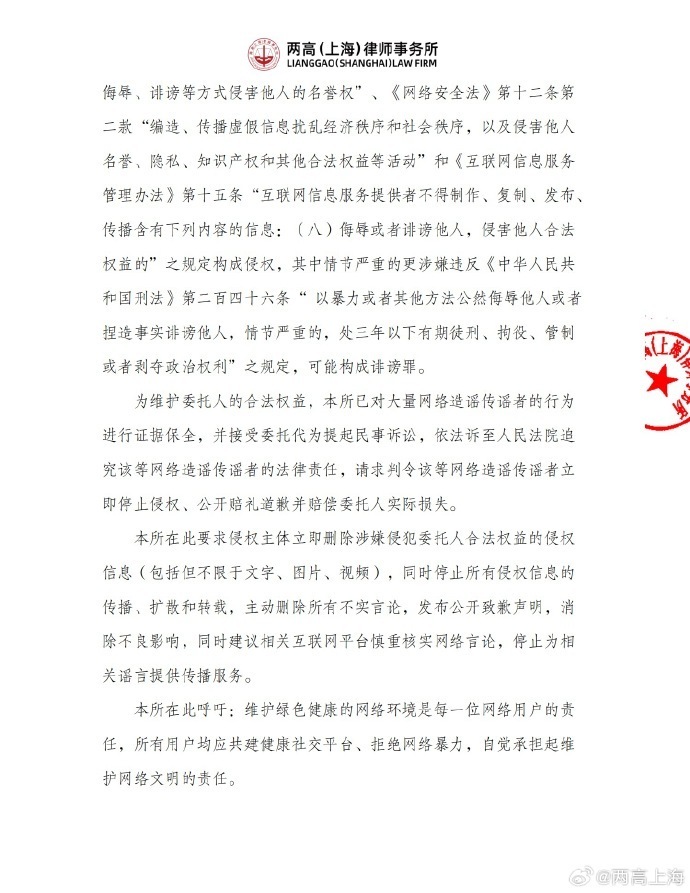 两高(上海)律师事务所
LIANGGAO(SHANGHAI)LAW FIRM
侮辱、诽谤等方式侵害他人的名誉权”、《网络安全法》第十二条第
二款“编造、传播虚假信息扰乱经济秩序和社会秩序，以及侵害他人
名誉、隐私、知识产权和其他合法权益等活动”和《互联网信息服务
管理办法》第十五条“互联网信息服务提供者不得制作、复制、发布、
传播含有下列内容的信息：（八）侮辱或者诽谤他人，侵害他人合法
权益的”之规定构成侵权，其中情节严重的更涉嫌违反《中华人民共
和国刑法》第二百四十六条“ 以暴力或者其他方法公然侮辱他人或者
捏造事实诽谤他人，情节严重的，处三年以下有期徒刑、拘役、管制
或者剥夺政治权利”之规定，可能构成诽谤罪。
为维护委托人的合法权益，本所已对大量网络造谣传谣者的行为
进行证据保全，并接受委托代为提起民事诉讼，依法诉至人民法院追
究该等网络造谣传谣者的法律责任，请求判令该等网络造谣传谣者立
即停止侵权、公开赔礼道歉并赔偿委托人实际损失。
本所在此要求侵权主体立即删除涉嫌侵犯委托人合法权益的侵权
信息（包括但不限于文字、图片、视频），同时停止所有侵权信息的
传播、扩散和转载，主动删除所有不实言论，发布公开致歉声明，消
除不良影响，同时建议相关互联网平台慎重核实网络言论，停止为相
关谣言提供传播服务。
本所在此呼吁：维护绿色健康的网络环境是每一位网络用户的责
任，所有用户均应共建健康社交平台、拒绝网络暴力，自觉承担起维
护网络文明的责任。
(上海)
@两高上海